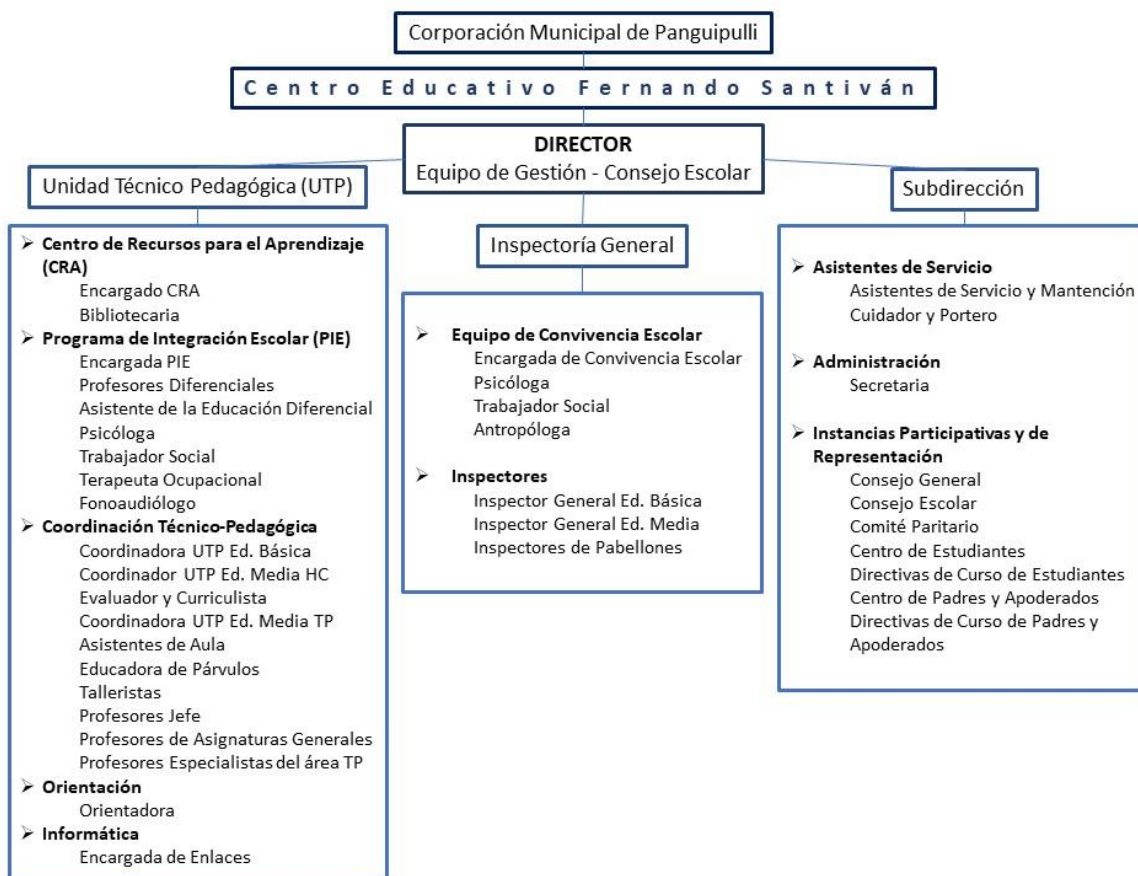 Corporación Municipal de Panguipulli
Centro Educativo Fernando Santiván
DIRECTOR
Equipo de Gestión - Consejo Escolar
Unidad Técnico Pedagógica (UTP)
Centro de Recursos para el Aprendizaje
(CRA)
Encargado CRA
Bibliotecaria
Programa de Integración Escolar (PIE)
Encargada PIE
Profesores Diferenciales
Asistente de la Educación Diferencial
Psicóloga
Trabajador Social
Terapeuta Ocupacional
Fonoaudiólogo
Coordinación Técnico-Pedagógica
Coordinadora UTP Ed. Básica
Coordinador UTP Ed. Media HC
Evaluador y Curriculista
Coordinadora UTP Ed. Media TP
Asistentes de Aula
Educadora de Párvulos
Talleristas
Profesores Jefe
Profesores de Asignaturas Generales
Profesores Especialistas del área TP
Orientación
Orientadora
Informática
Encargada de Enlaces
Inspectoría General
Equipo de Convivencia Escolar
Encargada de Convivencia Escolar
Psicóloga
Trabajador Social
Antropóloga
Inspectores
Inspector General Ed. Básica
Inspector General Ed. Media
Inspectores de Pabellones
Subdirección
Asistentes de Servicio
Asistentes de Servicio y Mantención
Cuidador y Portero
Administración
Secretaria
Instancias Participativas y de
Representación
Consejo General
Consejo Escolar
Comité Paritario
Centro de Estudiantes
Directivas de Curso de Estudiantes
Centro de Padres y Apoderados
Directivas de Curso de Padres y
Apoderados